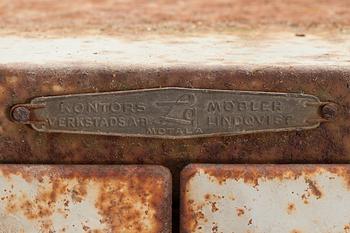 KONTORS MÖBLER
VERKSTADS A.B. LINDQVIST
MOTALA